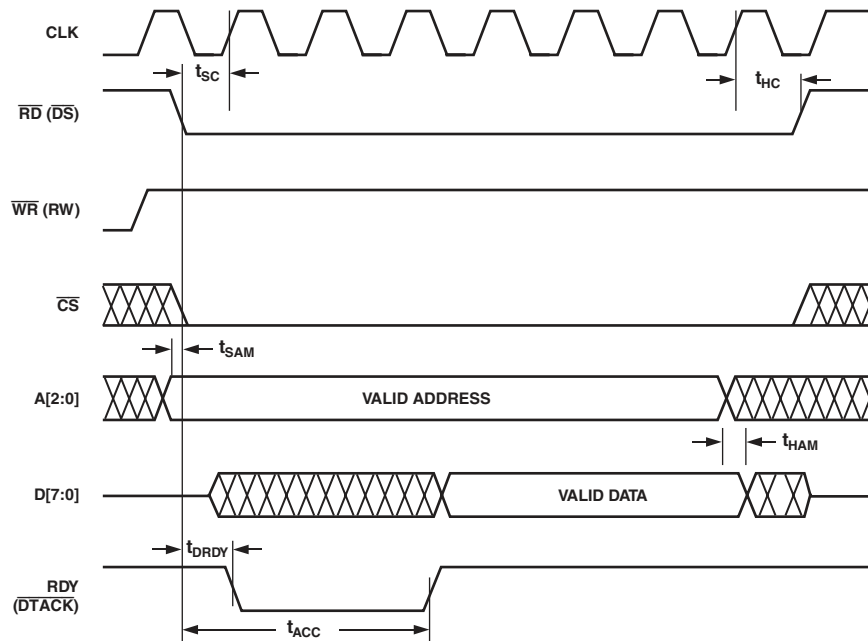 CLK
tSC
tHC
RD (DS)
WR (RW)
CS
tSAM
A[2:0]
VALID ADDRESS
tHAM
D[7:0]
VALID DATA
tDRDY
RDY
(DTACK)
tACC